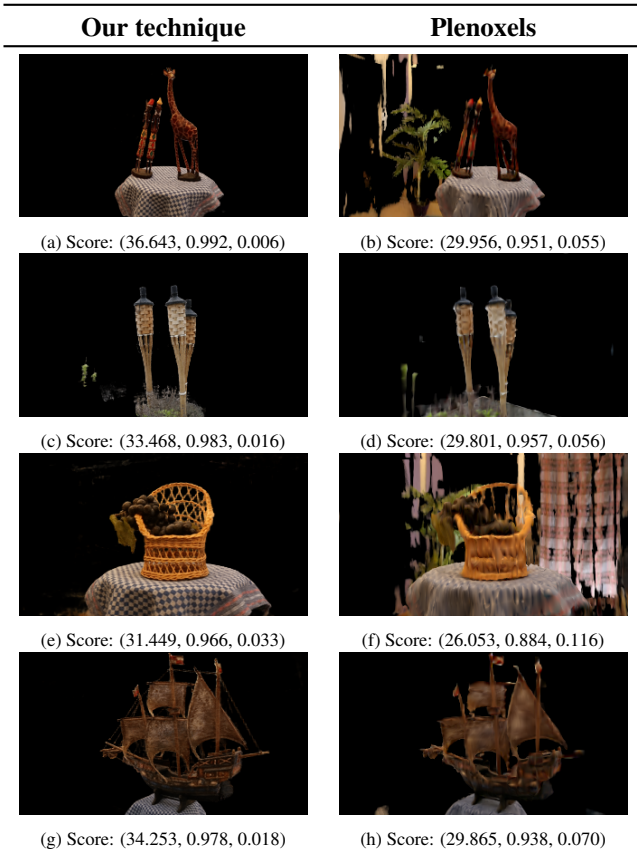 Our technique Plenoxels
(a) Score: (36.643, 0.992, 0.006) (b) Score: (29.956, 0.951, 0.055)
(c) Score: (33.468, 0.983, 0.016) (d) Score: (29.801, 0.957, 0.056)
(e) Score: (31.449, 0.966, 0.033) (f) Score: (26.053, 0.884, 0.116)
(g) Score: (34.253, 0.978, 0.018) (h) Score: (29.865, 0.938, 0.070)